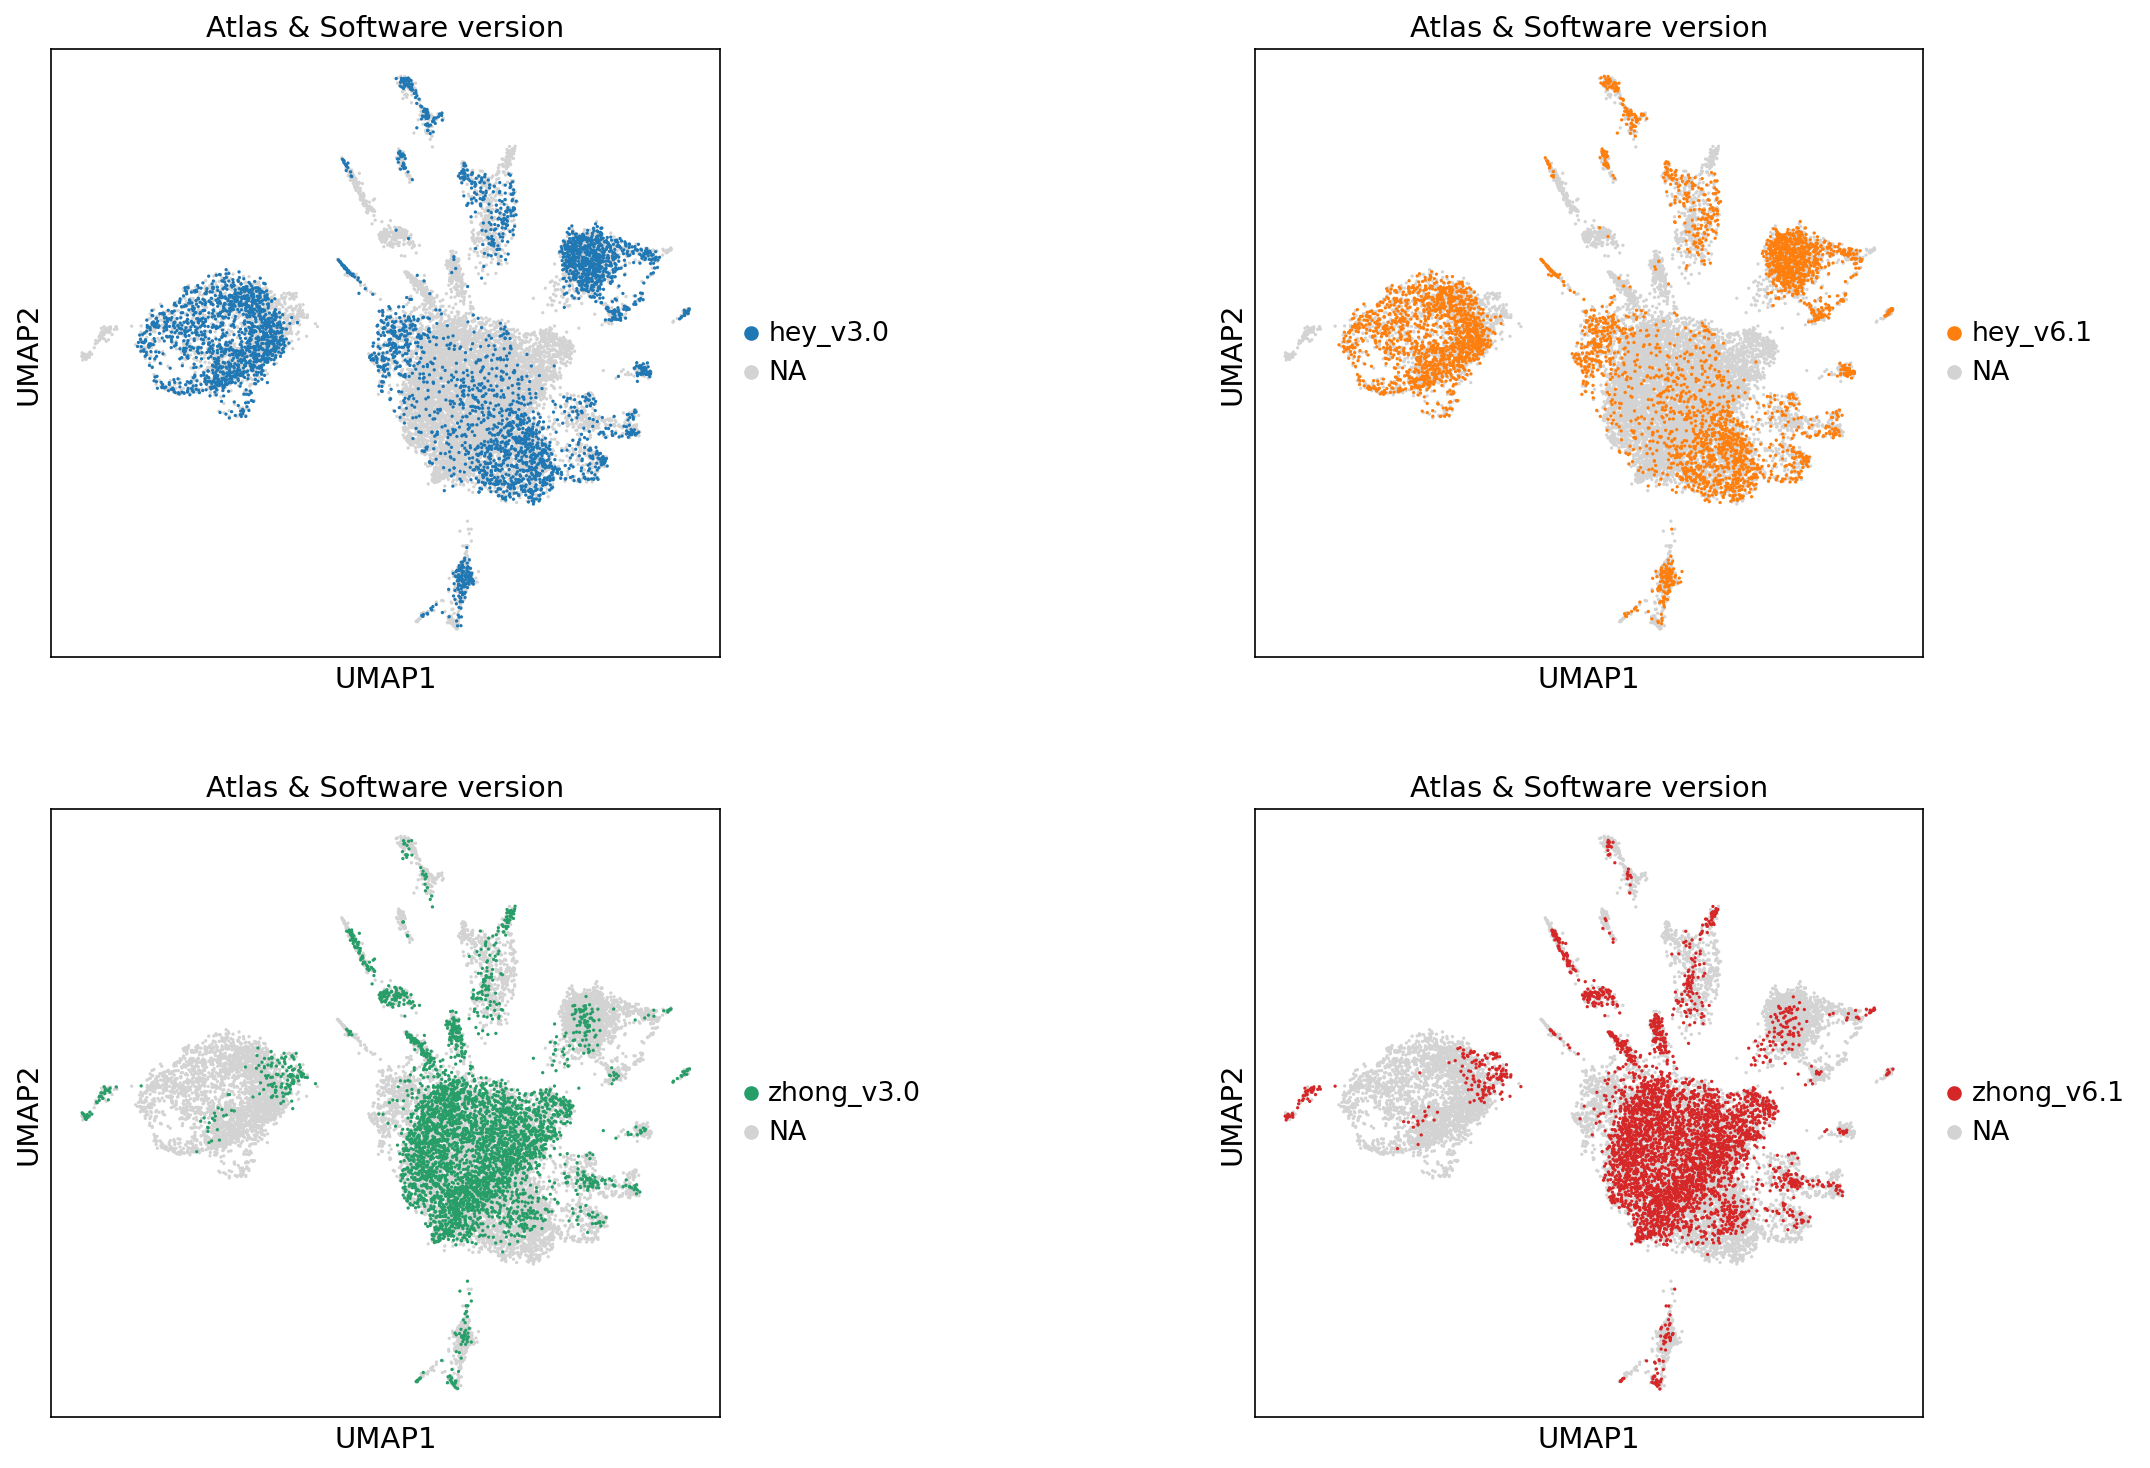 Atlas & Software version
UMAP2
hey_v3.0
NA
UMAP1
Atlas & Software version
UMAP2
hey_v6.1
NA
UMAP1
Atlas & Software version
UMAP2
zhong_v3.0
NA
UMAP1
Atlas & Software version
UMAP2
zhong_v6.1
NA
UMAP1